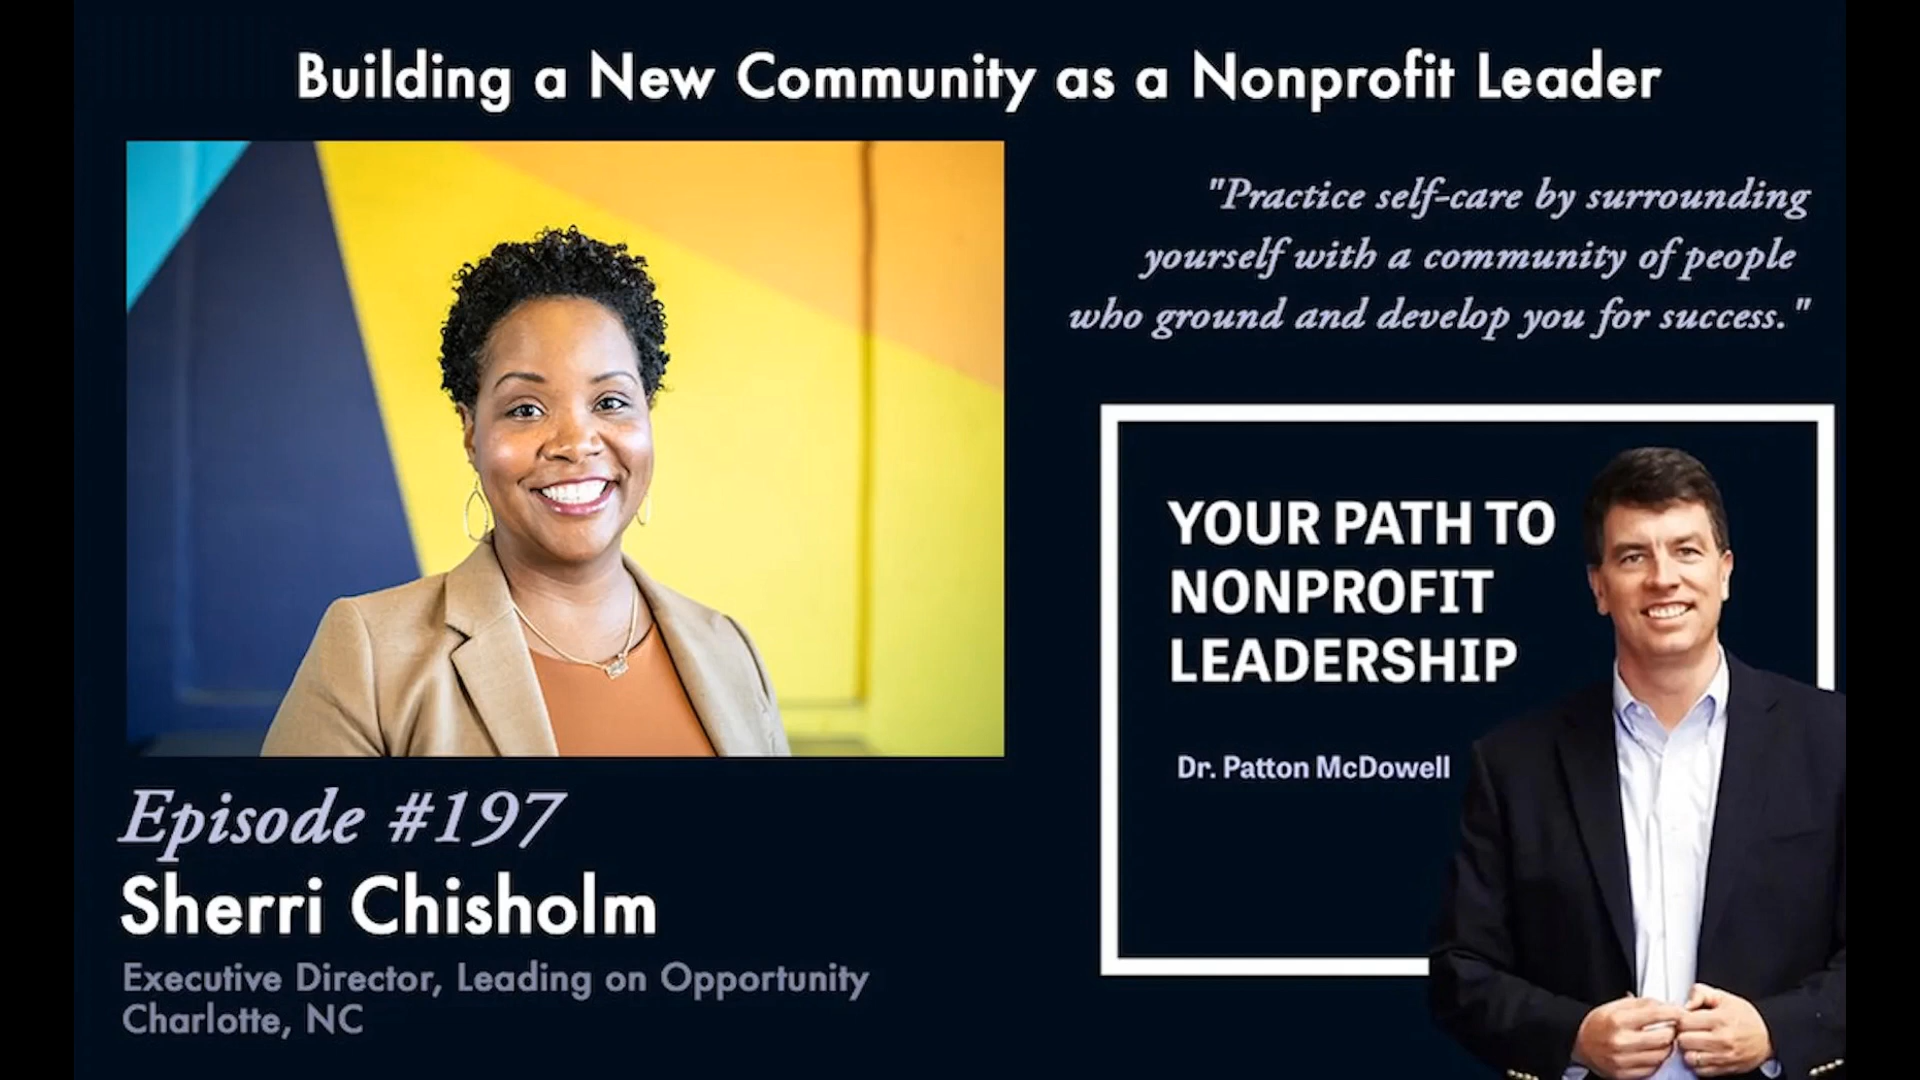 Building a New Community as a Nonprofit Leader
"Practice self-care by surrounding
yourself with a community of people
who ground and develop you for success."
YOUR PATH TO
NONPROFIT
LEADERSHIP
Dr. Patton McDowell
Episode #197
Sherri Chisholm
Executive Director, Leading on Opportunity
Charlotte, NC